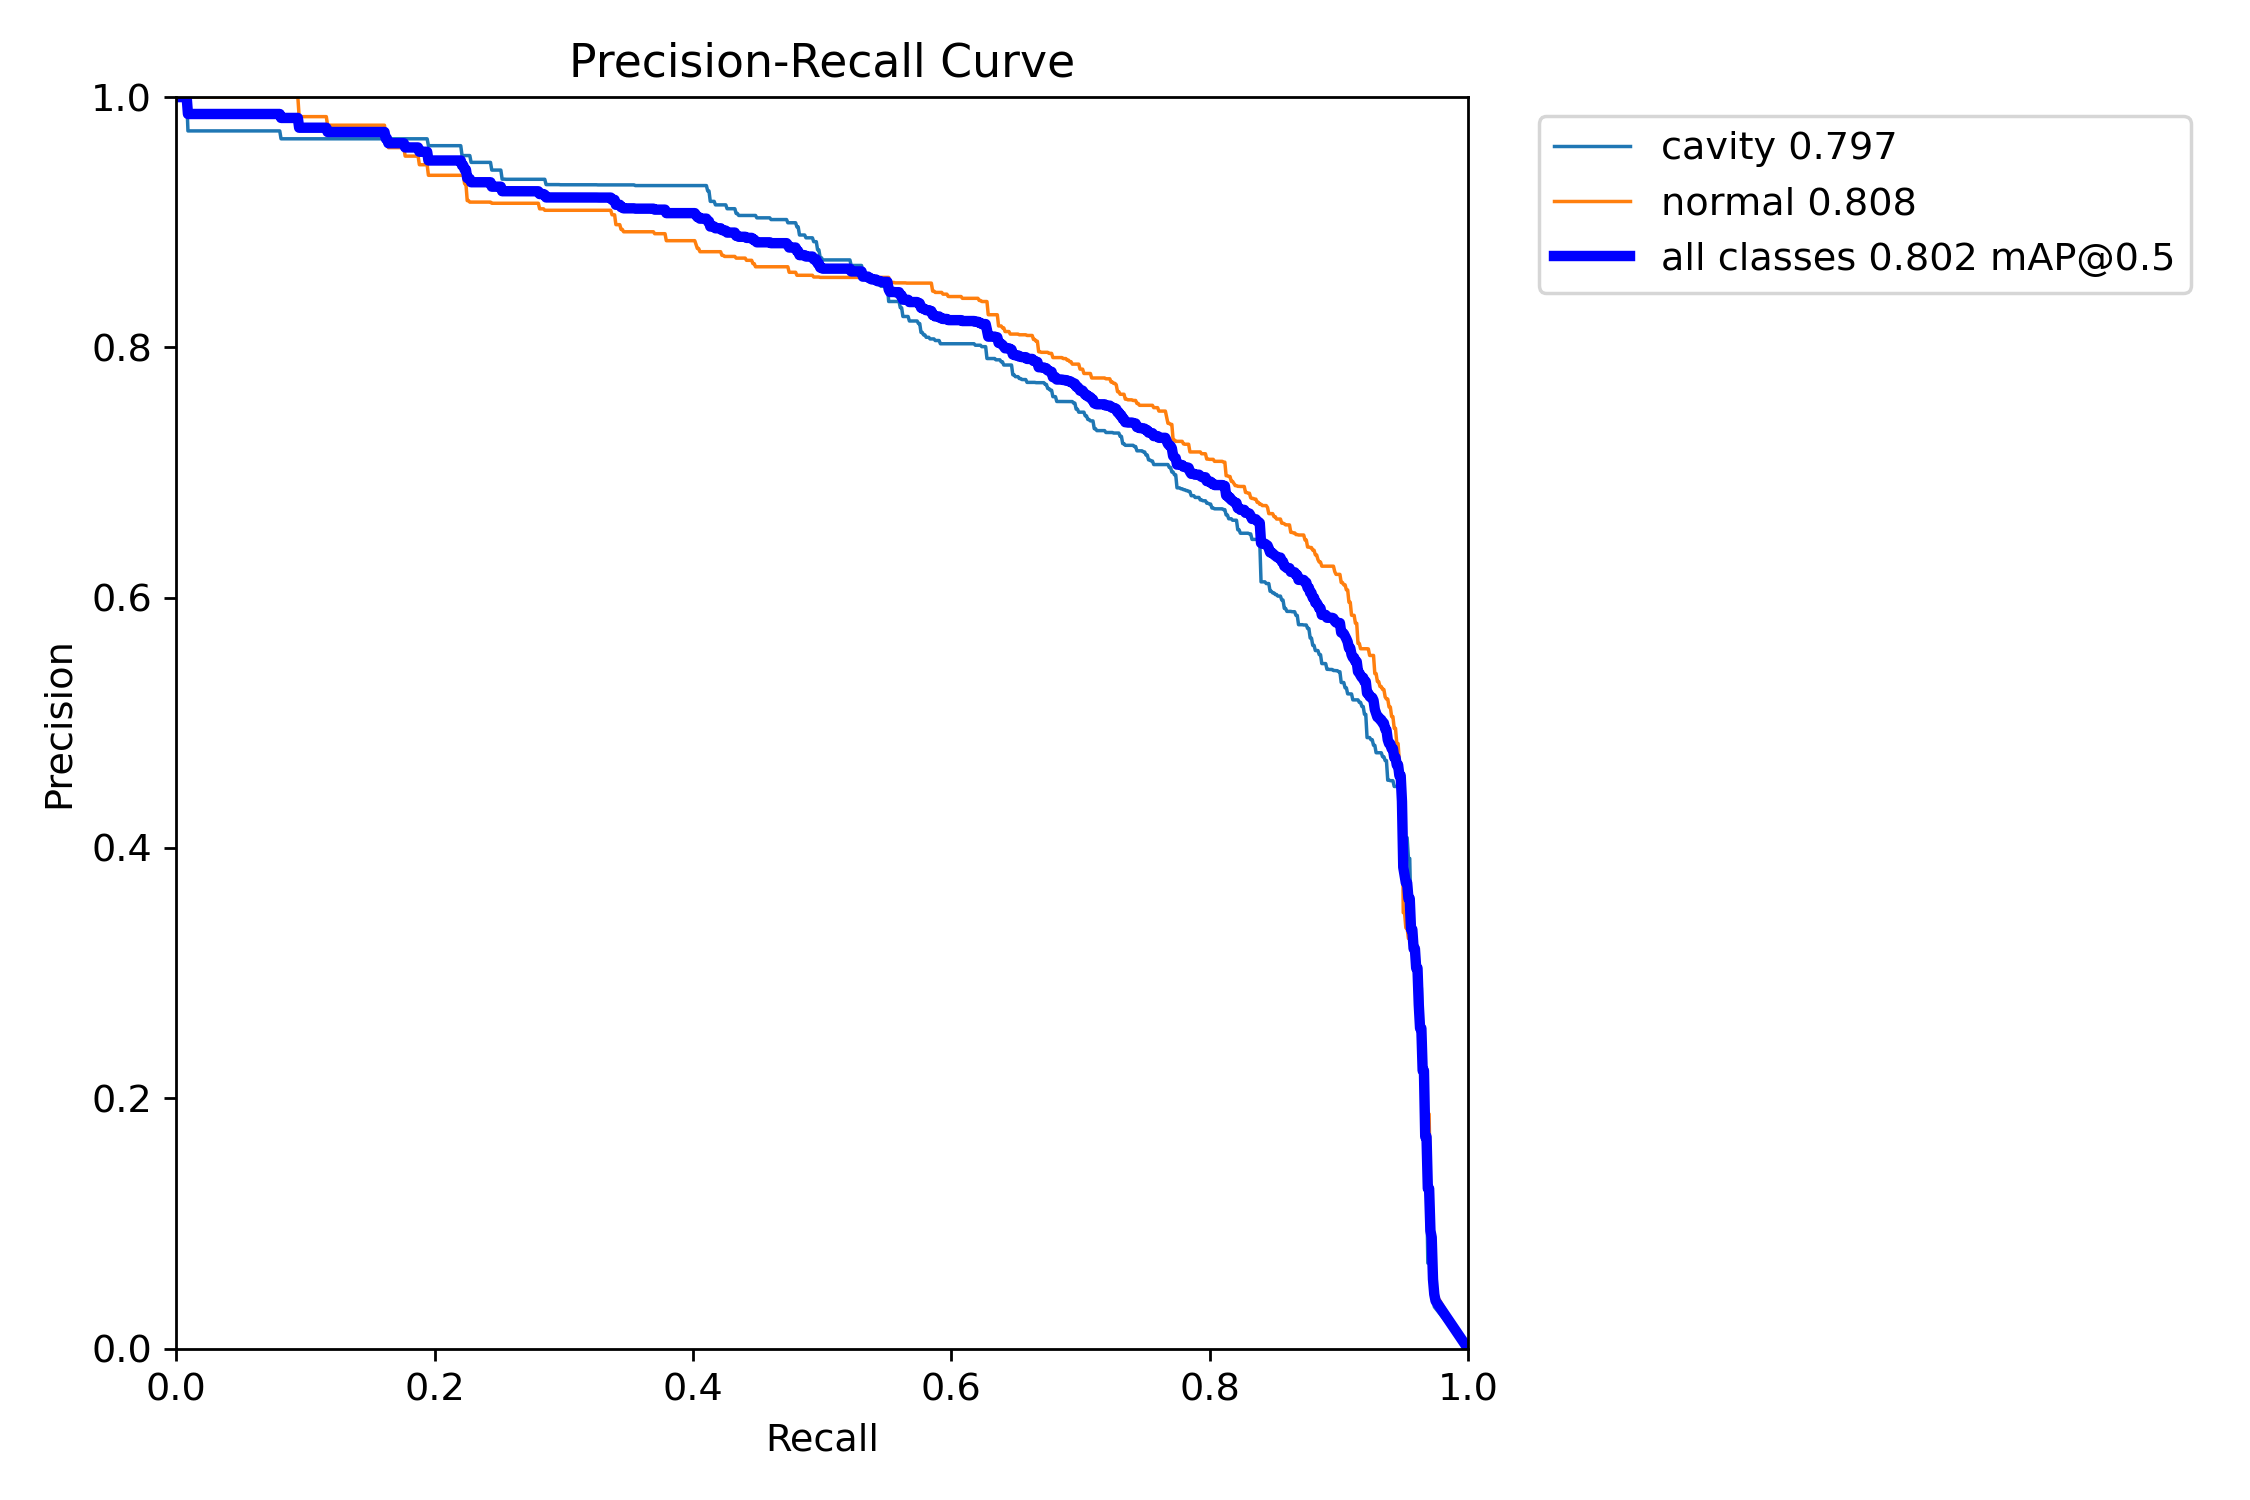 Precision-Recall Curve
1.0
0.8
0.6
0.4
0.2
0.0
Precision
0.0 0.2 0.4 0.6 0.8 1.0
Recall
cavity 0.797
normal 0.808
all classes 0.802 mAP@0.5